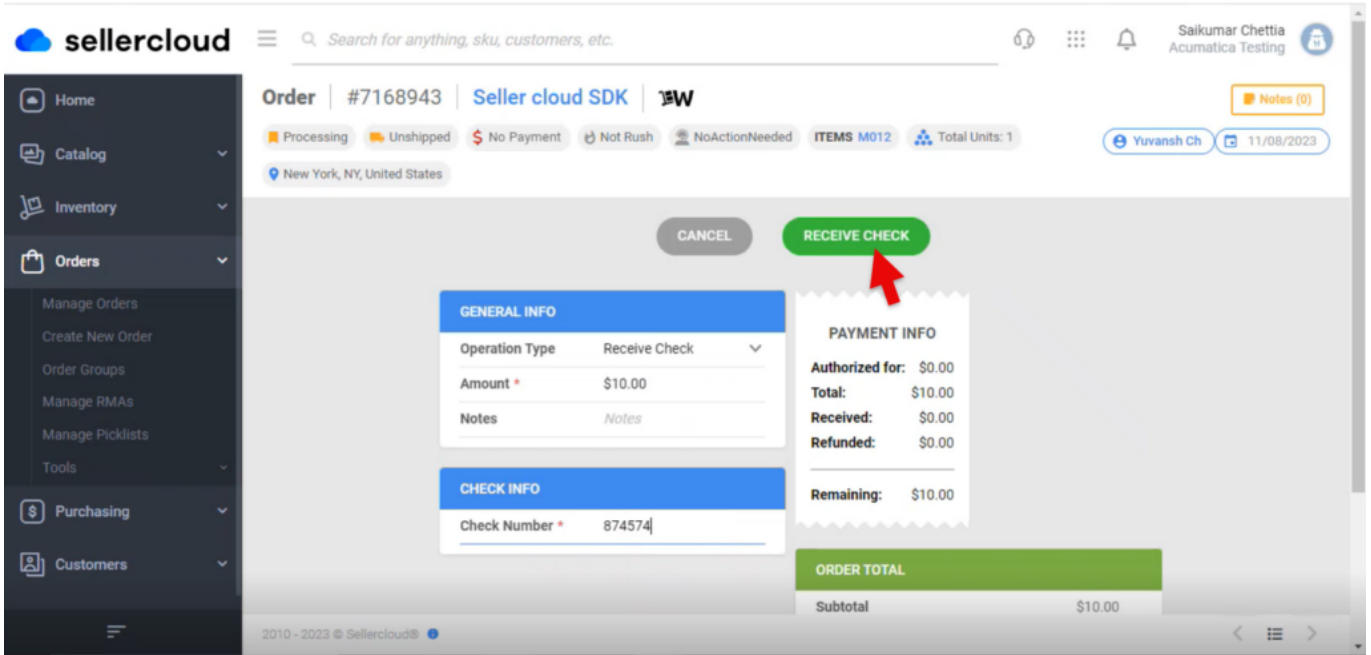 sellercloud
Search for anything, sku, customers, etc.
Saikumar Chettia
Acumatica Testing
Home
Catalog
Inventory
Orders
Manage Orders
Create New Order
Order Groups
Manage RMAs
Manage Picklists
Tools
Purchasing
Customers
Order #7168943 Seller cloud SDK
Notes (0)
Processing Unshipped $ No Payment Not Rush NoActionNeeded ITEMS M012 Total Units: 1
Yuvansh Ch 11/08/2023
New York, NY, United States
CANCEL RECEIVE CHECK
GENERAL INFO
Operation Type Receive Check
Amount * $10.00
Notes Notes
CHECK INFO
Check Number * 874574
PAYMENT INFO
Authorized for: $0.00
Total: $10.00
Received: $0.00
Refunded: $0.00
Remaining: $10.00
ORDER TOTAL
Subtotal $10.00
2010 - 2023 © Sellercloud®